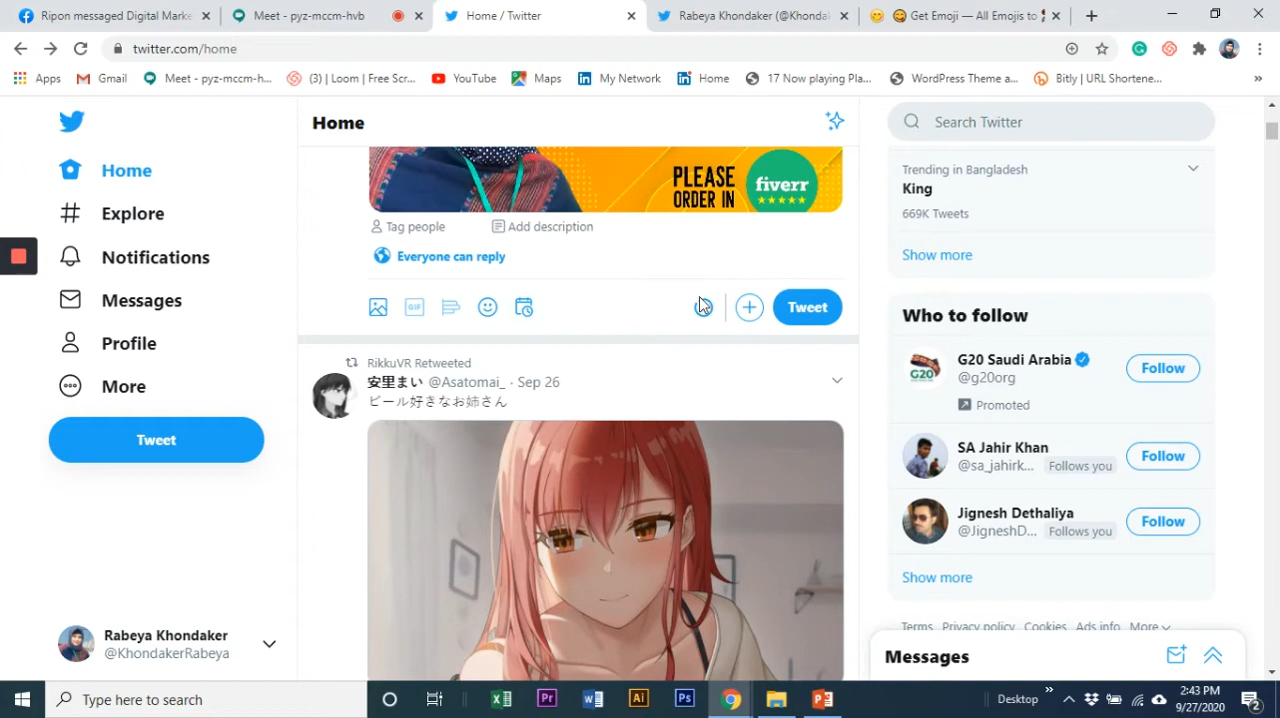 Ripon messaged Digital Marke
Meet - pyz-mccm-hvb
Home / Twitter
Rabeya Khondaker (@Khondai
Get Emoji — All Emojis to
twitter.com/home
Apps
Gmail
Meet - pyz-mccm-h...
(3) | Loom | Free Scr...
YouTube
Maps
My Network
Home
17 Now playing Pla...
WordPress Theme a...
Bitly | URL Shortene...
»
Home
Explore
Notifications
Messages
Profile
More
Tweet
Rabeya Khondaker
@KhondakerRabeya
Home
PLEASE
ORDER IN
fiverr
Tag people
Add description
Everyone can reply
GIF
Tweet
RikkuVR Retweeted
安里まい @Asatomai_ · Sep 26
ビール好きなお姉さん
Search Twitter
Trending in Bangladesh
King
669K Tweets
Show more
Who to follow
G20 Saudi Arabia
@g20org
Promoted
G20
Follow
SA Jahir Khan
@sa_jahirk... Follows you
Follow
Jignesh Dethaliya
@JigneshD... Follows you
Follow
Show more
Terms Privacy policy Cookies Ads info More
Messages
Type here to search
Pr
Ai
Ps
Desktop »
2:43 PM
9/27/2020
2